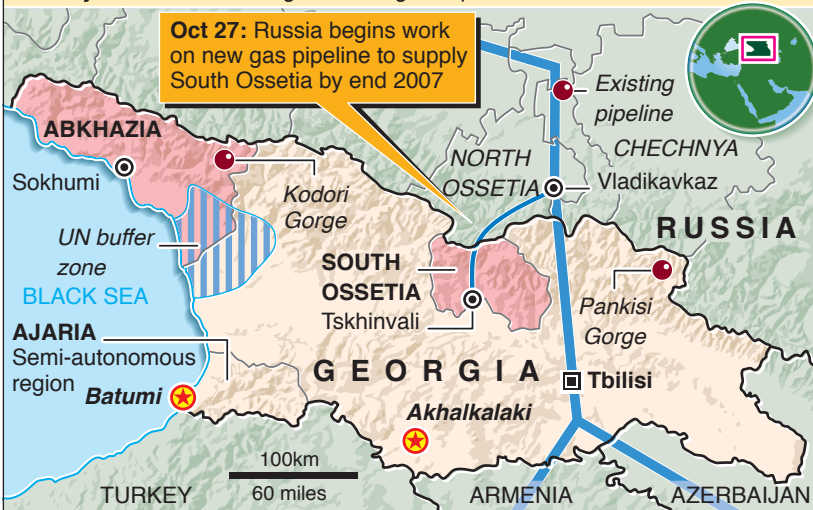 Oct 27: Russia begins work
on new gas pipeline to supply
South Ossetia by end 2007
Existing
pipeline
ABKHAZIA
CHECHNYA
NORTH
OSSETIA
Sokhumi
Kodori
Gorge
Vladikavkaz
RUSSIA
UN buffer
zone
SOUTH
OSSETIA
Tskhinvali
BLACK SEA
Pankisi
Gorge
AJARIA
Semi-autonomous
region
GEORGIA
Batumi
Tbilisi
Akhalkalaki
100km
60 miles
TURKEY
ARMENIA
AZERBAIJAN